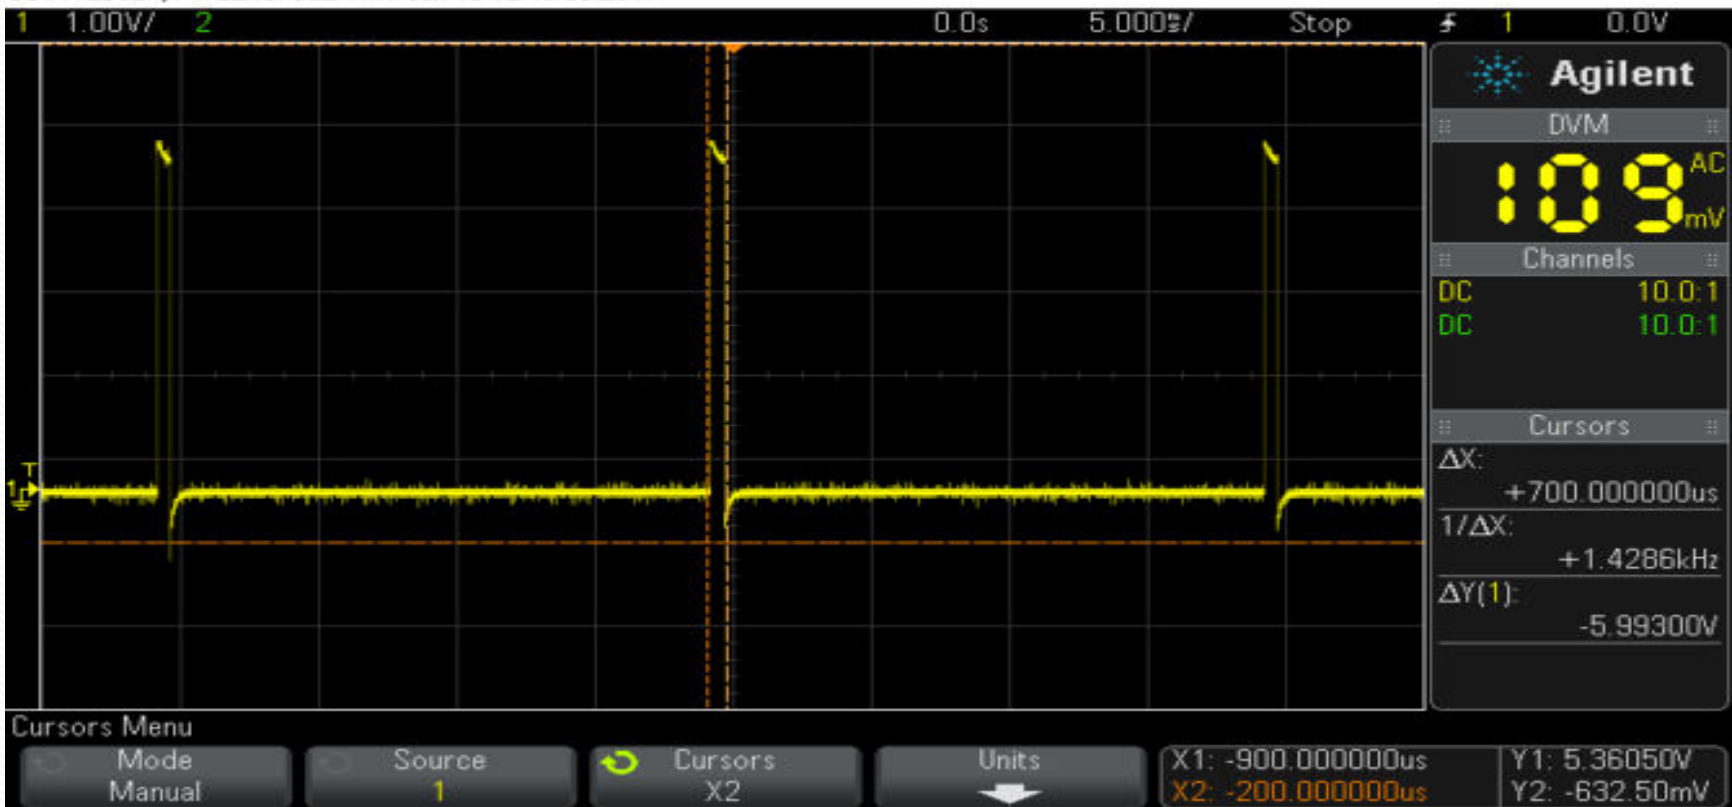 1 1.00V/ 2 0.0s 5.000ms/ Stop 1 0.0V
Agilent
DVM
109 AC mV
Channels
DC 10.0:1
DC 10.0:1
Cursors
ΔX:
+700.000000us
1/ΔX:
+1.4286kHz
ΔY(1):
-5.99300V
T
1
Cursors Menu
Mode
Manual
Source
1
Cursors
X2
Units
X1: -900.000000us
X2: -200.000000us
Y1: 5.36050V
Y2: -632.50mV